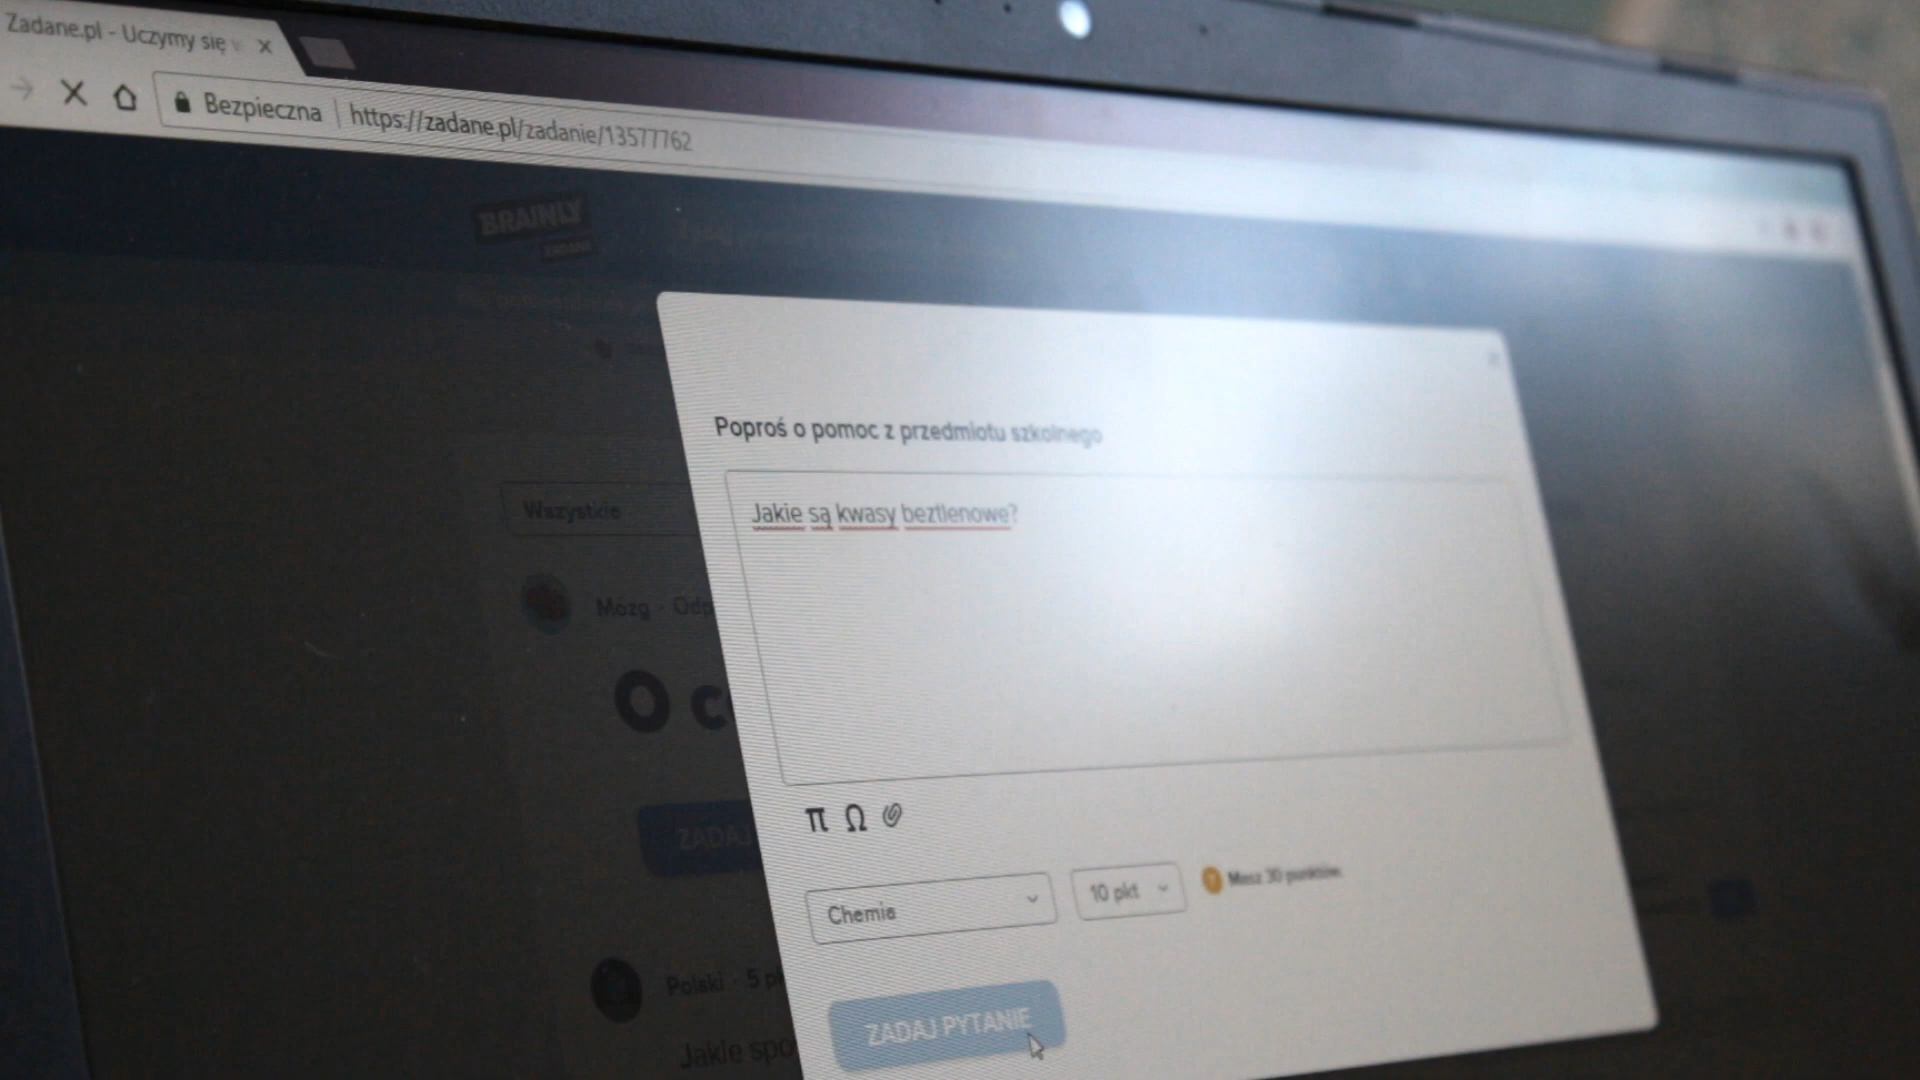 Zadane.pl - Uczymy się
Bezpieczna | https://zadane.pl/zadanie/13577762
BRAINLY
ZADANE
Poproś o pomoc z przedmiotu szkolnego
Wszystkie
Jakie są kwasy beztlenowe?
Mózg - Odp
O c
π Ω
ZADAJ
Chemia
10 pkt
Masz 30 punktów.
Polski - 5 p
ZADAJ PYTANIE
Jakie spo